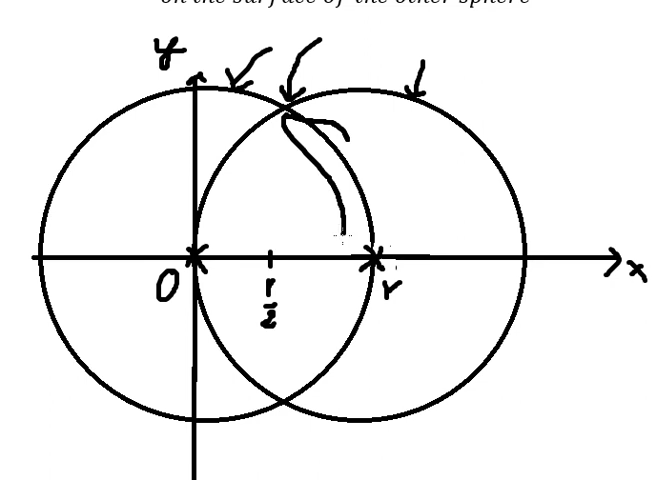 on the surface of the other sphere
y
O
r/2
r
x